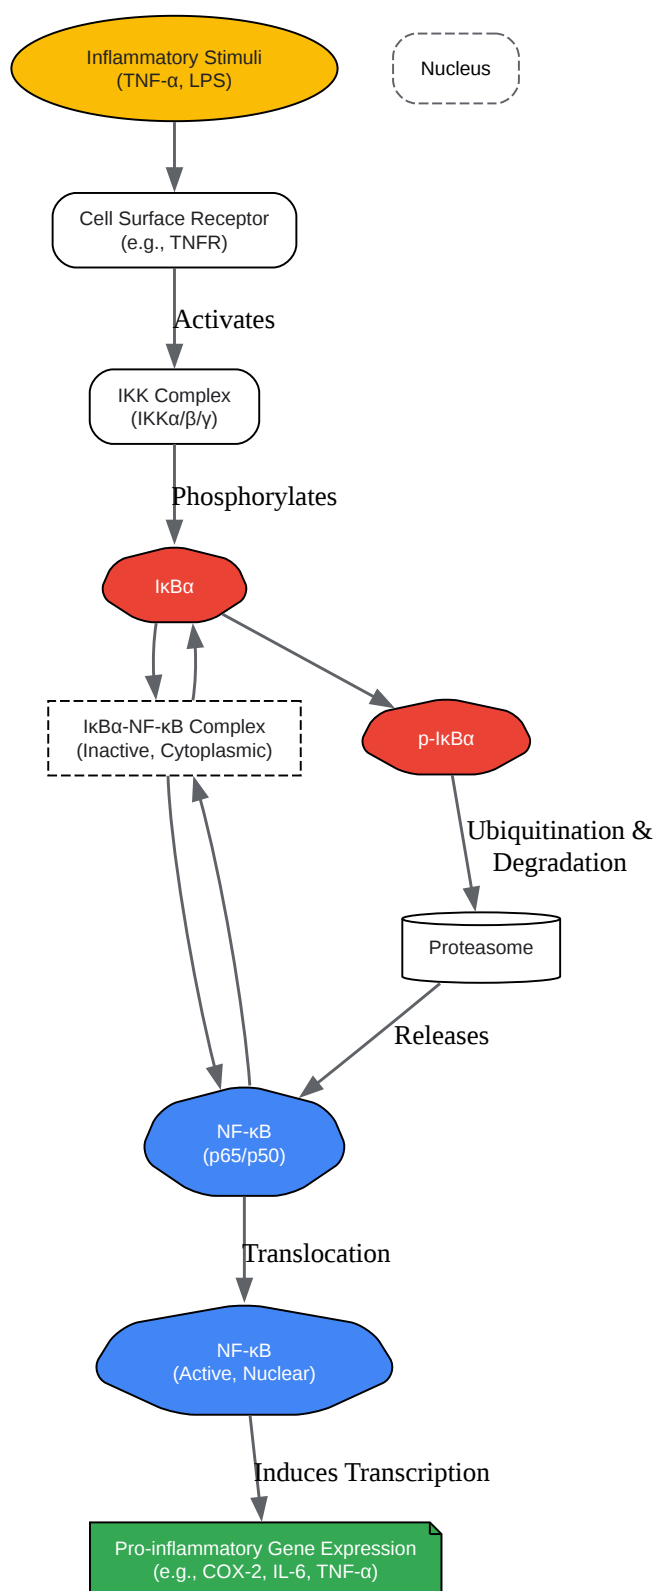 Inflammatory Stimuli
(TNF-α, LPS)
Nucleus
Cell Surface Receptor
(e.g., TNFR)
Activates
IKK Complex
(IKKα/β/γ)
Phosphorylates
IκBα
IκBα-NF-κB Complex
(Inactive, Cytoplasmic)
p-IκBα
Ubiquitination &
Degradation
Proteasome
Releases
NF-κB
(p65/p50)
Translocation
NF-κB
(Active, Nuclear)
Induces Transcription
Pro-inflammatory Gene Expression
(e.g., COX-2, IL-6, TNF-α)